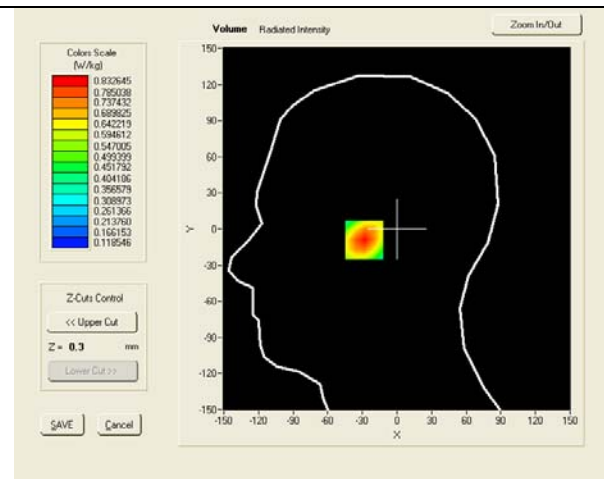 Volume Radiated Intensity
Zoom In/Out
Colors Scale
(W/kg)
0.832645
0.785038
0.737432
0.689825
0.642219
0.594612
0.547005
0.499399
0.451792
0.404186
0.356579
0.308973
0.261366
0.213760
0.166153
0.118546
Z-Cuts Control
<< Upper Cut
Z = 0.3 mm
Lower Cut >>
SAVE Cancel
150
120
90
60
30
0
-30
-60
-90
-120
-150
Y
-150 -120 -90 -60 -30 0 30 60 90 120 150
X